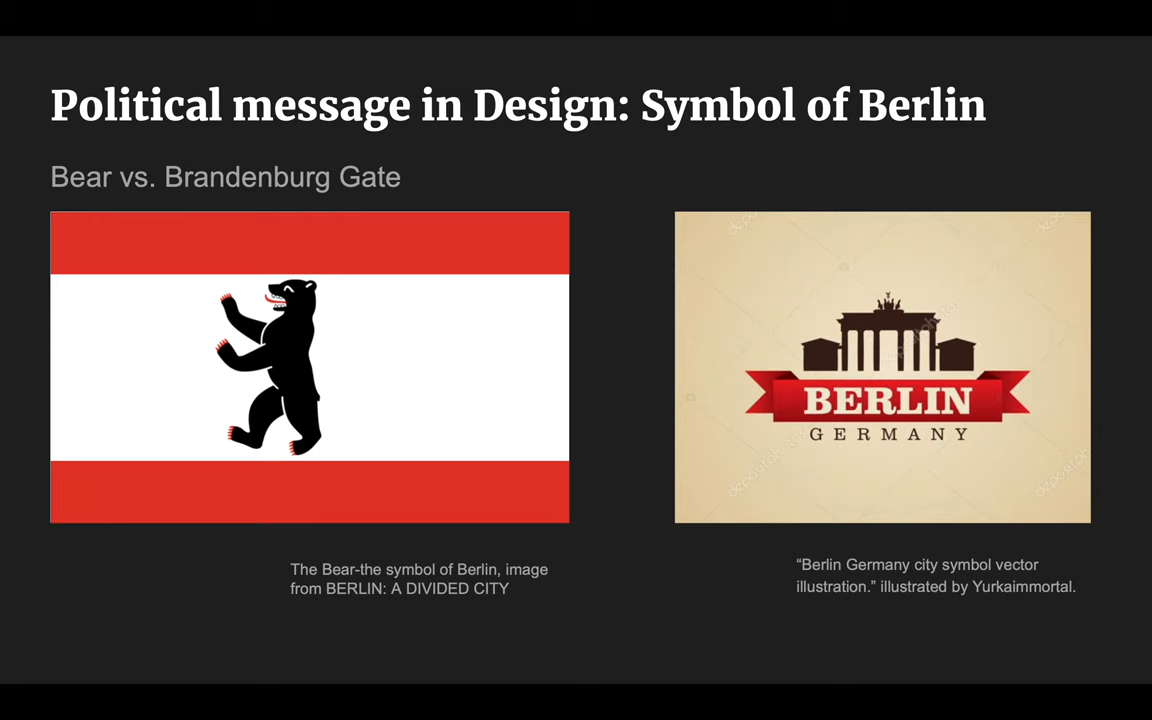 Political message in Design: Symbol of Berlin
Bear vs. Brandenburg Gate
BERLIN
GERMANY
The Bear-the symbol of Berlin, image
from BERLIN: A DIVIDED CITY
“Berlin Germany city symbol vector
illustration.” illustrated by Yurkaimmortal.